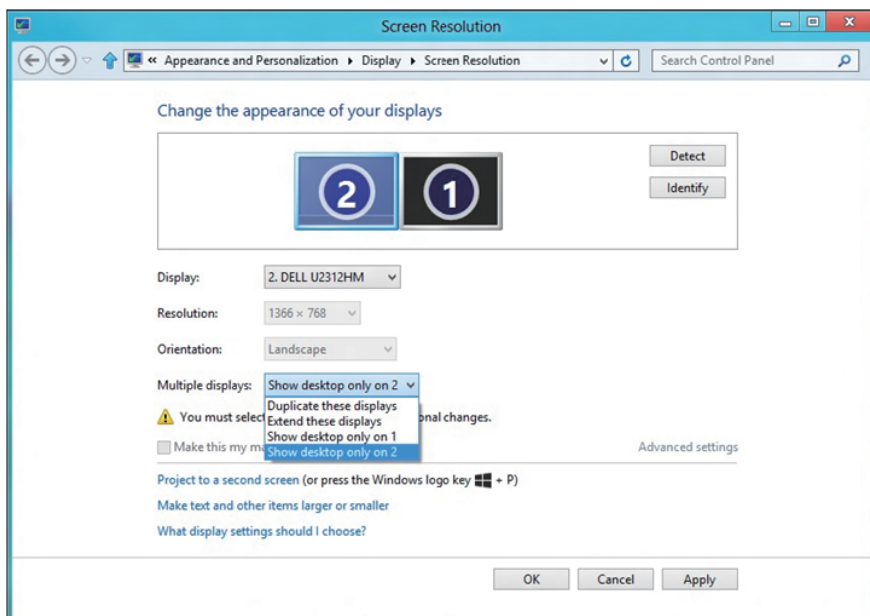 Screen Resolution
« Appearance and Personalization ▸ Display ▸ Screen Resolution Search Control Panel
Change the appearance of your displays
2 1
Detect
Identify
Display: 2. DELL U2312HM
Resolution: 1366 × 768
Orientation: Landscape
Multiple displays: Show desktop only on 2
Duplicate these displays
You must select onal changes.
Extend these displays
Show desktop only on 1
Make this my ma Show desktop only on 2 Advanced settings
Project to a second screen (or press the Windows logo key + P)
Make text and other items larger or smaller
What display settings should I choose?
OK Cancel Apply